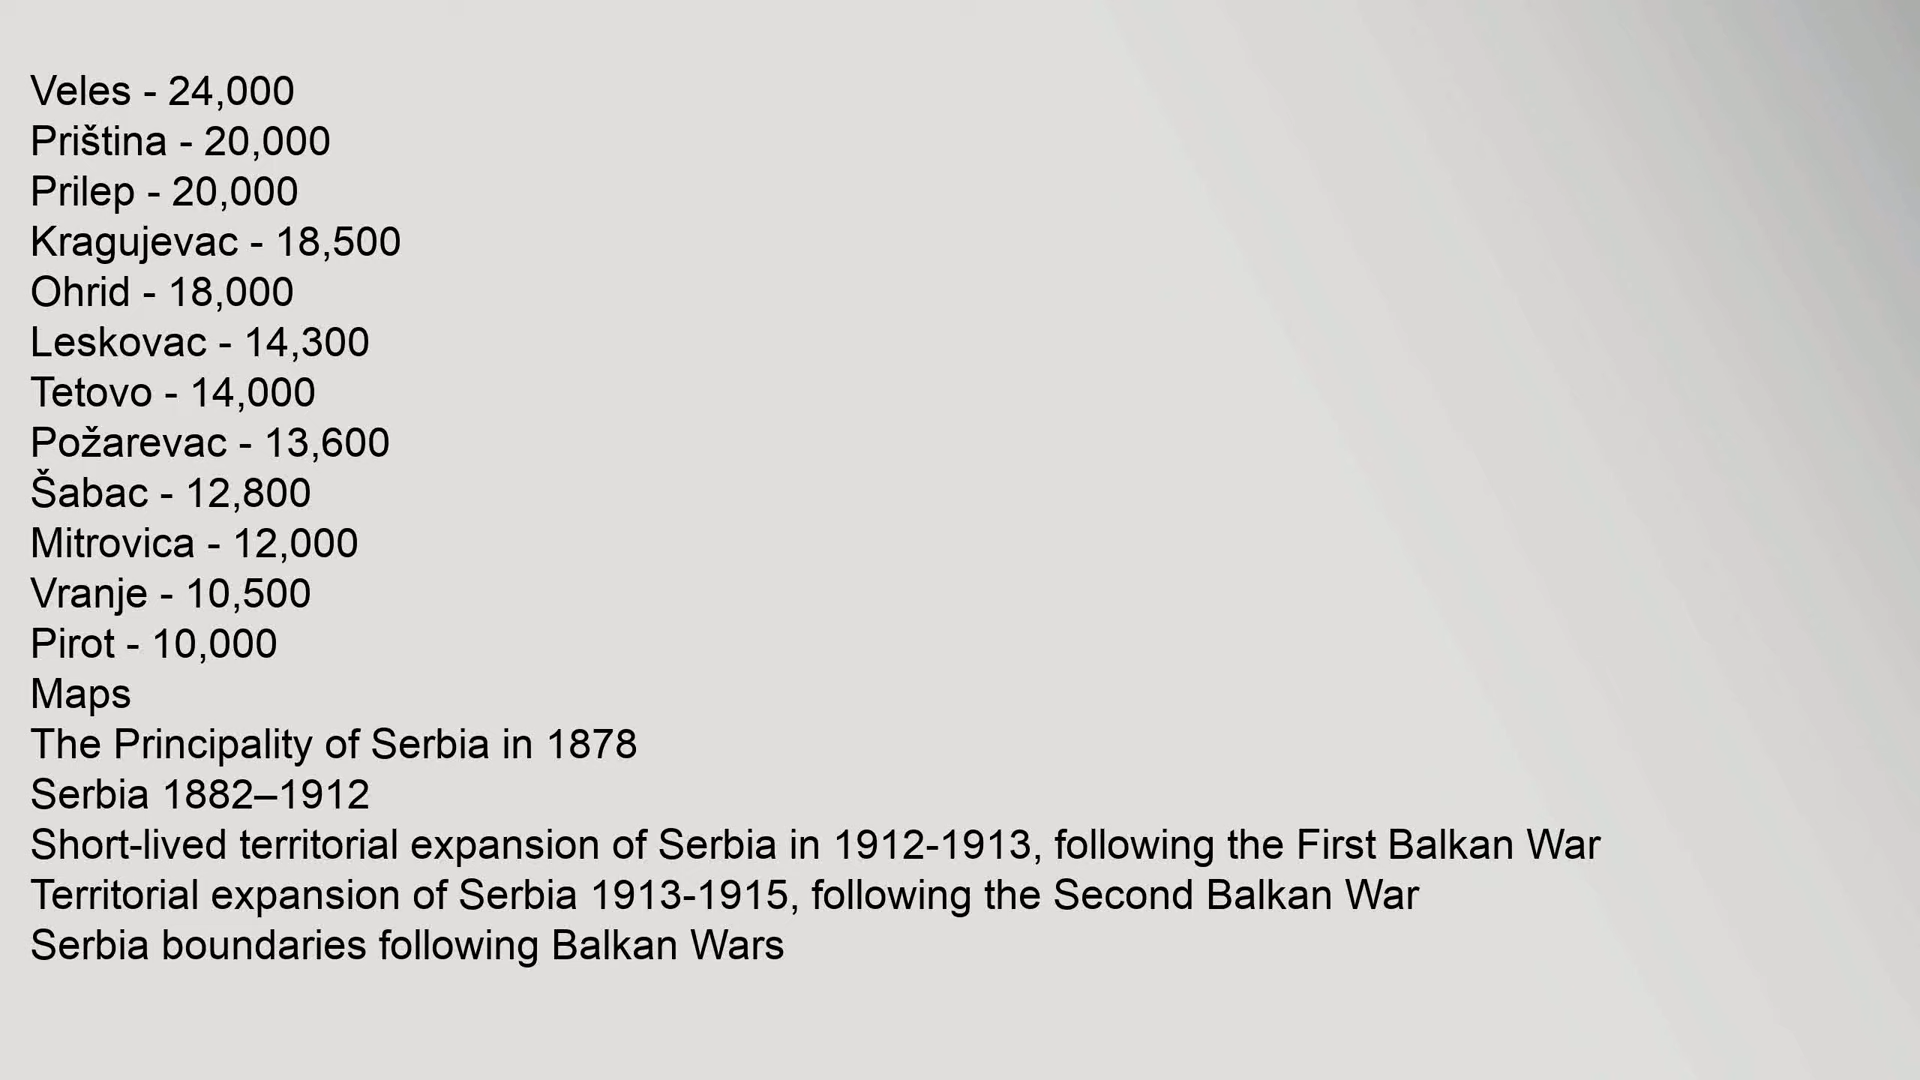 Veles - 24,000
Priština - 20,000
Prilep - 20,000
Kragujevac - 18,500
Ohrid - 18,000
Leskovac - 14,300
Tetovo - 14,000
Požarevac - 13,600
Šabac - 12,800
Mitrovica - 12,000
Vranje - 10,500
Pirot - 10,000
Maps
The Principality of Serbia in 1878
Serbia 1882–1912
Short-lived territorial expansion of Serbia in 1912-1913, following the First Balkan War
Territorial expansion of Serbia 1913-1915, following the Second Balkan War
Serbia boundaries following Balkan Wars